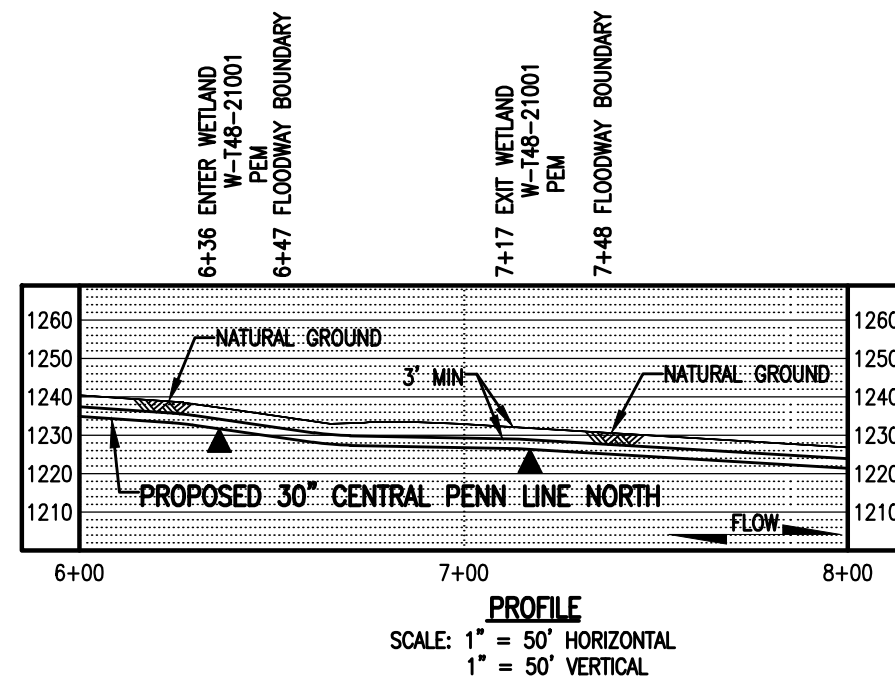 6+36 ENTER WETLAND
W-T48-21001
PEM
6+47 FLOODWAY BOUNDARY
7+17 EXIT WETLAND
W-T48-21001
PEM
7+48 FLOODWAY BOUNDARY
1260
1260
NATURAL GROUND
1250
1250
3' MIN
NATURAL GROUND
1240
1240
1230
1230
1220
1220
PROPOSED 30" CENTRAL PENN LINE NORTH
1210
1210
FLOW
6+00
7+00
8+00
PROFILE
SCALE: 1" = 50' HORIZONTAL
1" = 50' VERTICAL